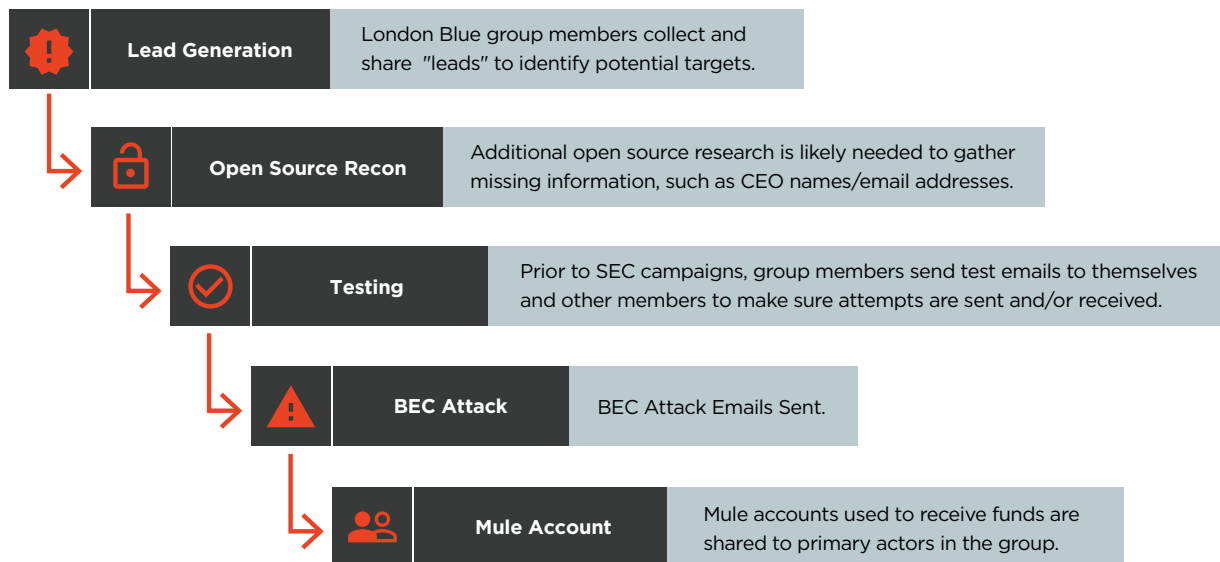 Lead Generation
London Blue group members collect and
share "leads" to identify potential targets.
Open Source Recon
Additional open source research is likely needed to gather
missing information, such as CEO names/email addresses.
Testing
Prior to SEC campaigns, group members send test emails to themselves
and other members to make sure attempts are sent and/or received.
BEC Attack
BEC Attack Emails Sent.
Mule Account
Mule accounts used to receive funds are
shared to primary actors in the group.